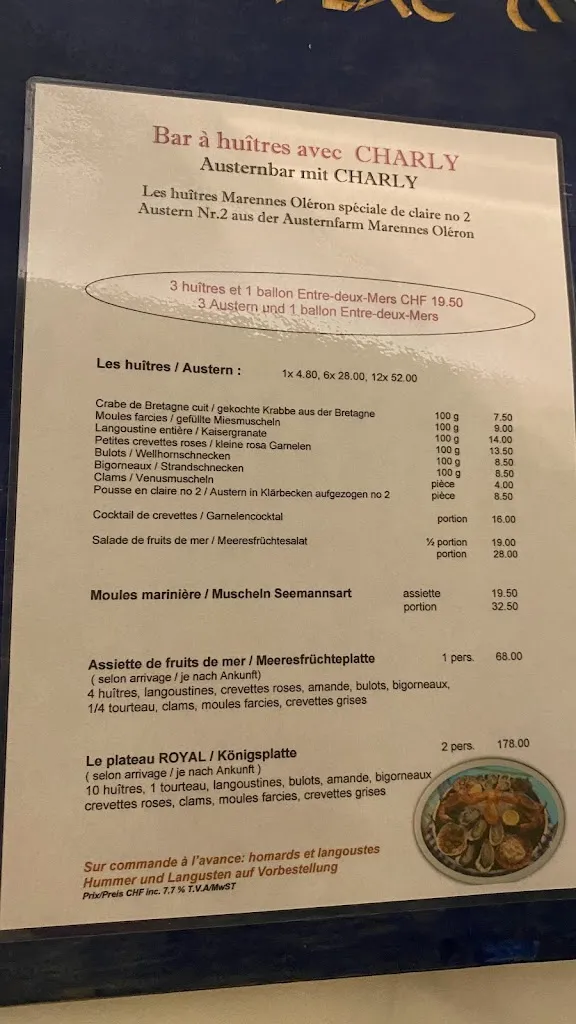 Bar à huîtres avec CHARLY
Austernbar mit CHARLY
Les huîtres Marennes Oléron spéciale de claire no 2
Austern Nr.2 aus der Austernfarm Marennes Oléron
3 huîtres et 1 ballon Entre-deux-Mers CHF 19.50
3 Austern und 1 ballon Entre-deux-Mers
Les huîtres / Austern : 1x 4.80, 6x 28.00, 12x 52.00
Crabe de Bretagne cuit / gekochte Krabbe aus der Bretagne 100 g 7.50
Moules farcies / gefüllte Miesmuscheln 100 g 9.00
Langoustine entière / Kaisergranate 100 g 14.00
Petites crevettes roses / kleine rosa Garnelen 100 g 13.50
Bulots / Wellhornschnecken 100 g 8.50
Bigorneaux / Strandschnecken 100 g 8.50
Clams / Venusmuscheln pièce 4.00
Pousse en claire no 2 / Austern in Klärbecken aufgezogen no 2 pièce 8.50
Cocktail de crevettes / Garnelencocktal portion 16.00
Salade de fruits de mer / Meeresfrüchtesalat ½ portion 19.00
portion 28.00
Moules marinière / Muscheln Seemannsart assiette 19.50
portion 32.50
Assiette de fruits de mer / Meeresfrüchteplatte 1 pers. 68.00
( selon arrivage / je nach Ankunft)
4 huîtres, langoustines, crevettes roses, amande, bulots, bigorneaux,
1/4 tourteau, clams, moules farcies, crevettes grises
Le plateau ROYAL / Königsplatte 2 pers. 178.00
( selon arrivage / je nach Ankunft )
10 huîtres, 1 tourteau, langoustines, bulots, amande, bigorneaux
crevettes roses, clams, moules farcies, crevettes grises
Sur commande à l'avance: homards et langoustes
Hummer und Langusten auf Vorbestellung
Prix/Preis CHF inc. 7.7 % T.V.A/MwST